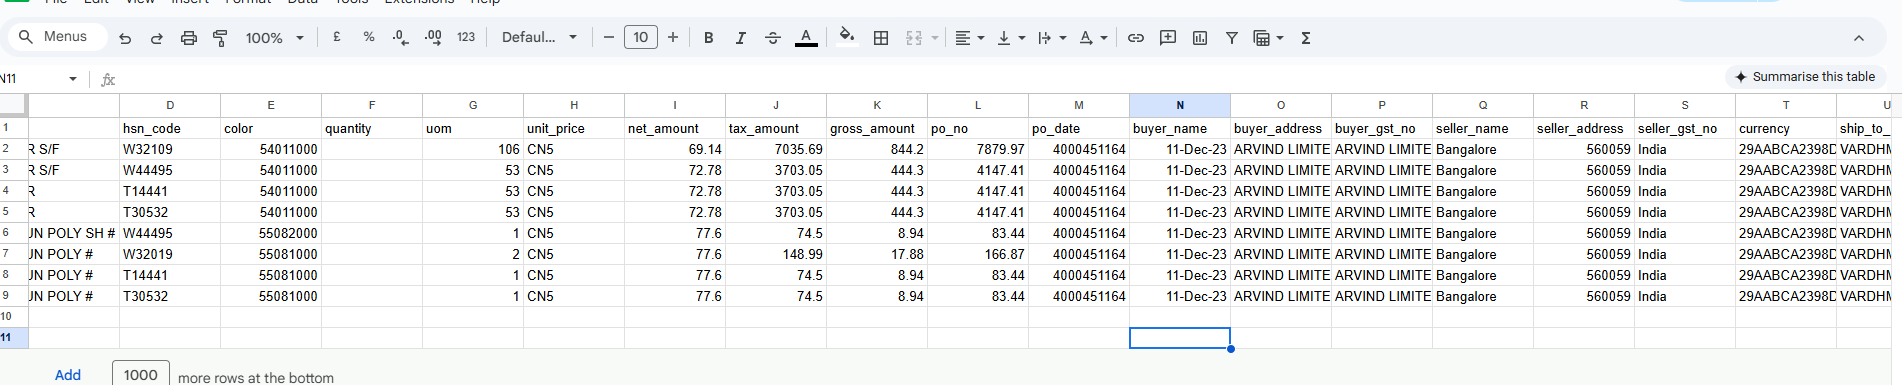 File Edit View Insert Format Data Tools Extensions Help
Menus 100% £ % .0 .00 123 Defaul... 10 B I S A Σ
N11 fx Summarise this table
D E F G H I J K L M N O P Q R S T U
1 hsn_code color quantity uom unit_price net_amount tax_amount gross_amount po_no po_date buyer_name buyer_address buyer_gst_no seller_name seller_address seller_gst_no currency ship_to_
2 R S/F W32109 54011000 106 CN5 69.14 7035.69 844.2 7879.97 4000451164 11-Dec-23 ARVIND LIMITE ARVIND LIMITE Bangalore 560059 India 29AABCA2398D VARDHM
3 R S/F W44495 54011000 53 CN5 72.78 3703.05 444.3 4147.41 4000451164 11-Dec-23 ARVIND LIMITE ARVIND LIMITE Bangalore 560059 India 29AABCA2398D VARDHM
4 R T14441 54011000 53 CN5 72.78 3703.05 444.3 4147.41 4000451164 11-Dec-23 ARVIND LIMITE ARVIND LIMITE Bangalore 560059 India 29AABCA2398D VARDHM
5 R T30532 54011000 53 CN5 72.78 3703.05 444.3 4147.41 4000451164 11-Dec-23 ARVIND LIMITE ARVIND LIMITE Bangalore 560059 India 29AABCA2398D VARDHM
6 UN POLY SH # W44495 55082000 1 CN5 77.6 74.5 8.94 83.44 4000451164 11-Dec-23 ARVIND LIMITE ARVIND LIMITE Bangalore 560059 India 29AABCA2398D VARDHM
7 UN POLY # W32019 55081000 2 CN5 77.6 148.99 17.88 166.87 4000451164 11-Dec-23 ARVIND LIMITE ARVIND LIMITE Bangalore 560059 India 29AABCA2398D VARDHM
8 UN POLY # T14441 55081000 1 CN5 77.6 74.5 8.94 83.44 4000451164 11-Dec-23 ARVIND LIMITE ARVIND LIMITE Bangalore 560059 India 29AABCA2398D VARDHM
9 UN POLY # T30532 55081000 1 CN5 77.6 74.5 8.94 83.44 4000451164 11-Dec-23 ARVIND LIMITE ARVIND LIMITE Bangalore 560059 India 29AABCA2398D VARDHM
10
11
Add 1000 more rows at the bottom